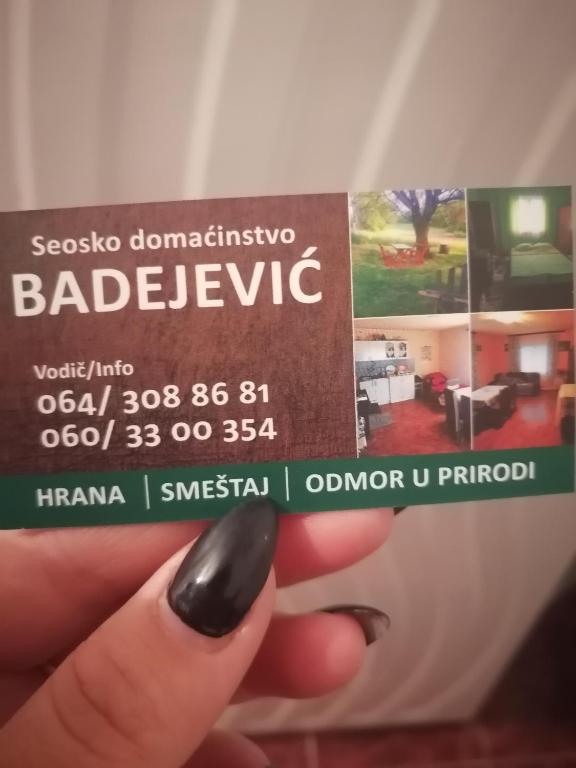 Seosko domaćinstvo
BADEJEVIĆ
Vodič/Info
064/ 308 86 81
060/ 33 00 354
HRANA | SMEŠTAJ | ODMOR U PRIRODI